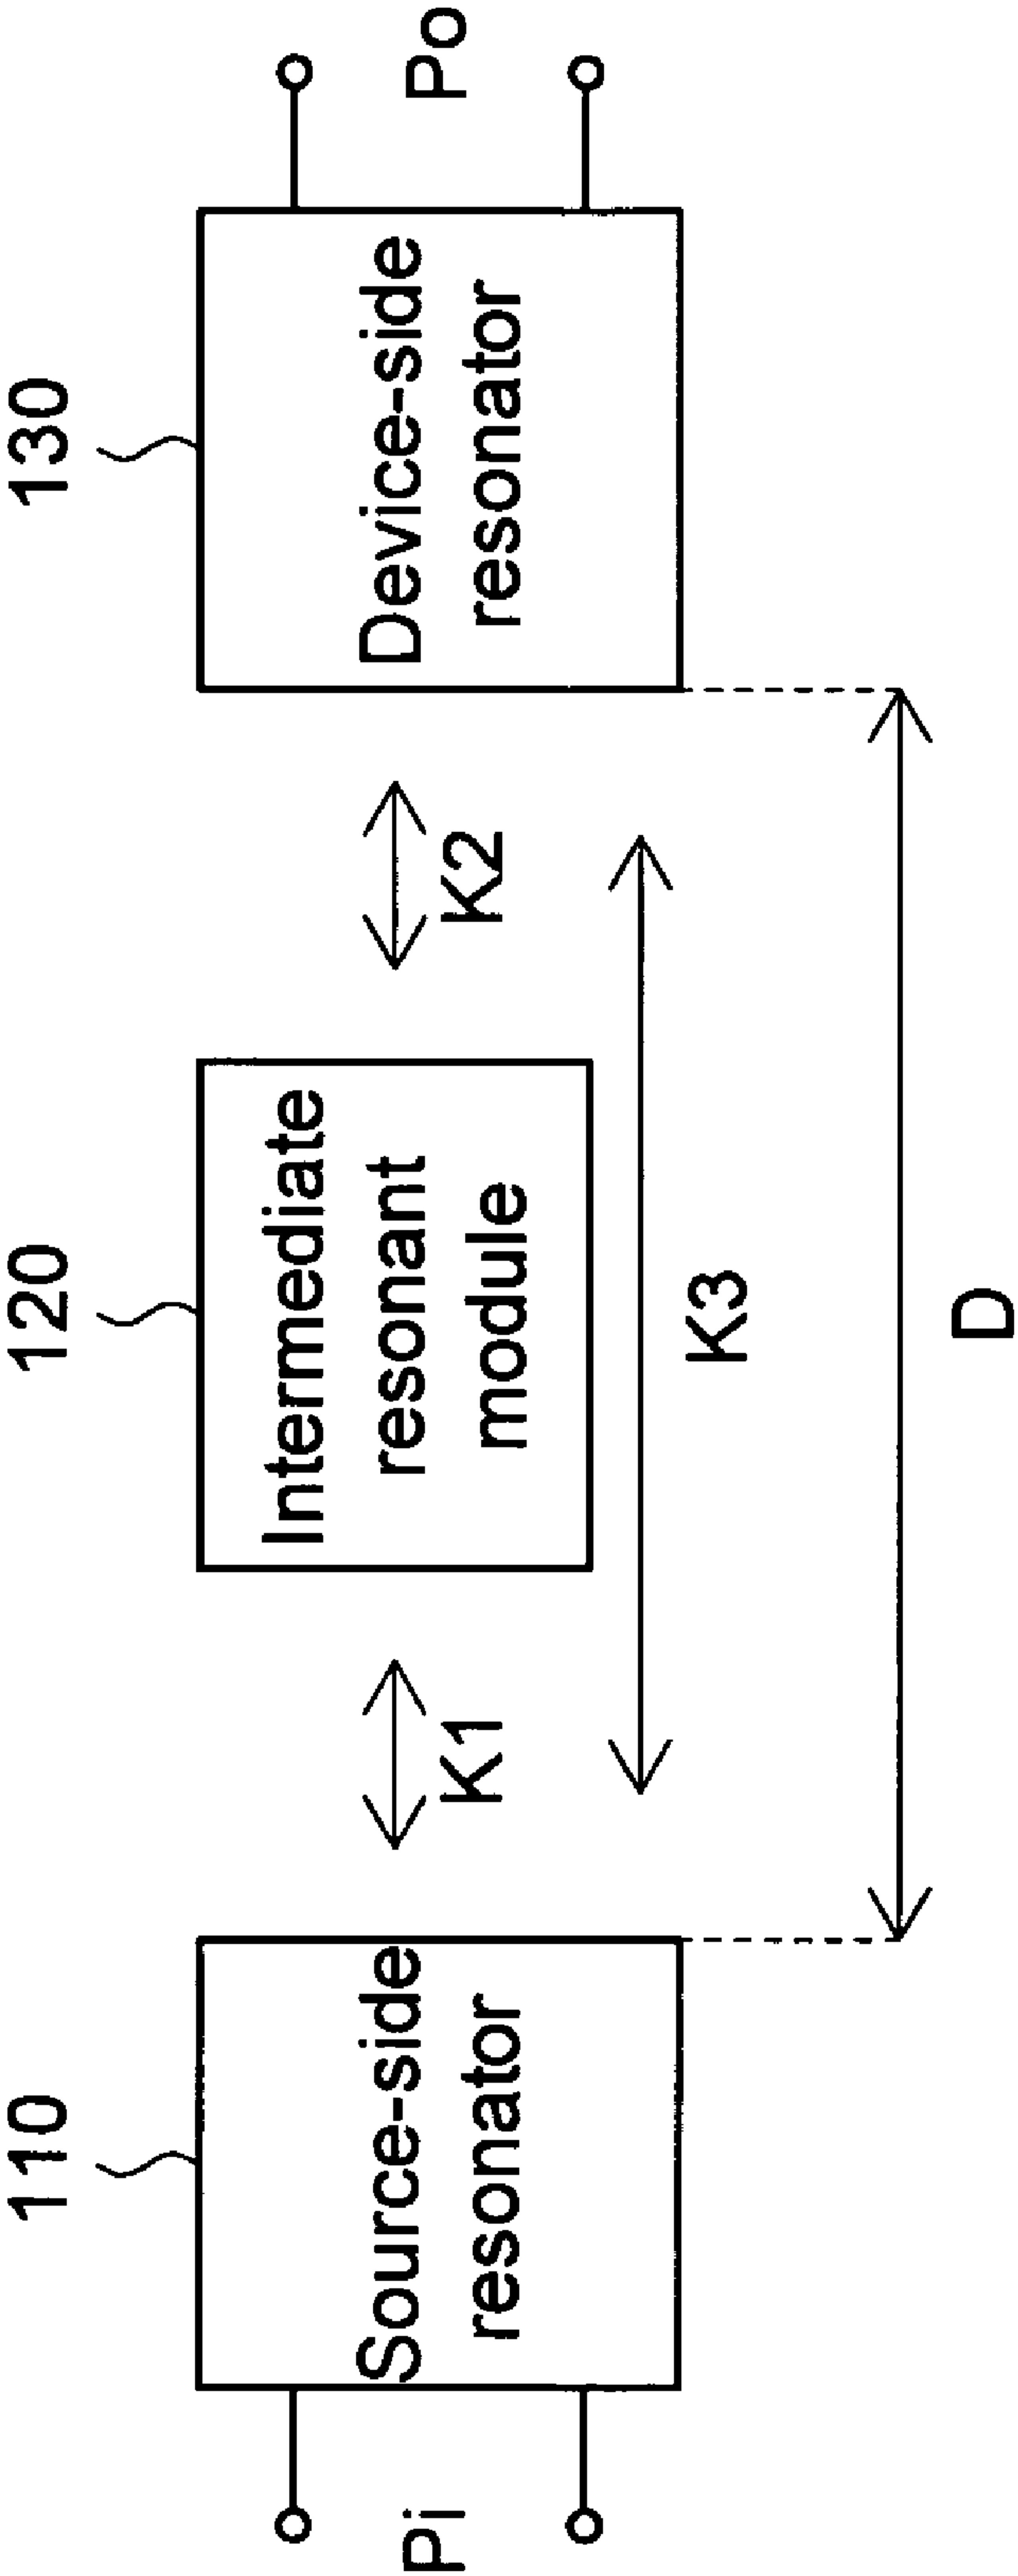 110
120
130
Pi
Source-side
resonator
K1
Intermediate
resonant
module
K2
Device-side
resonator
Po
K3
D